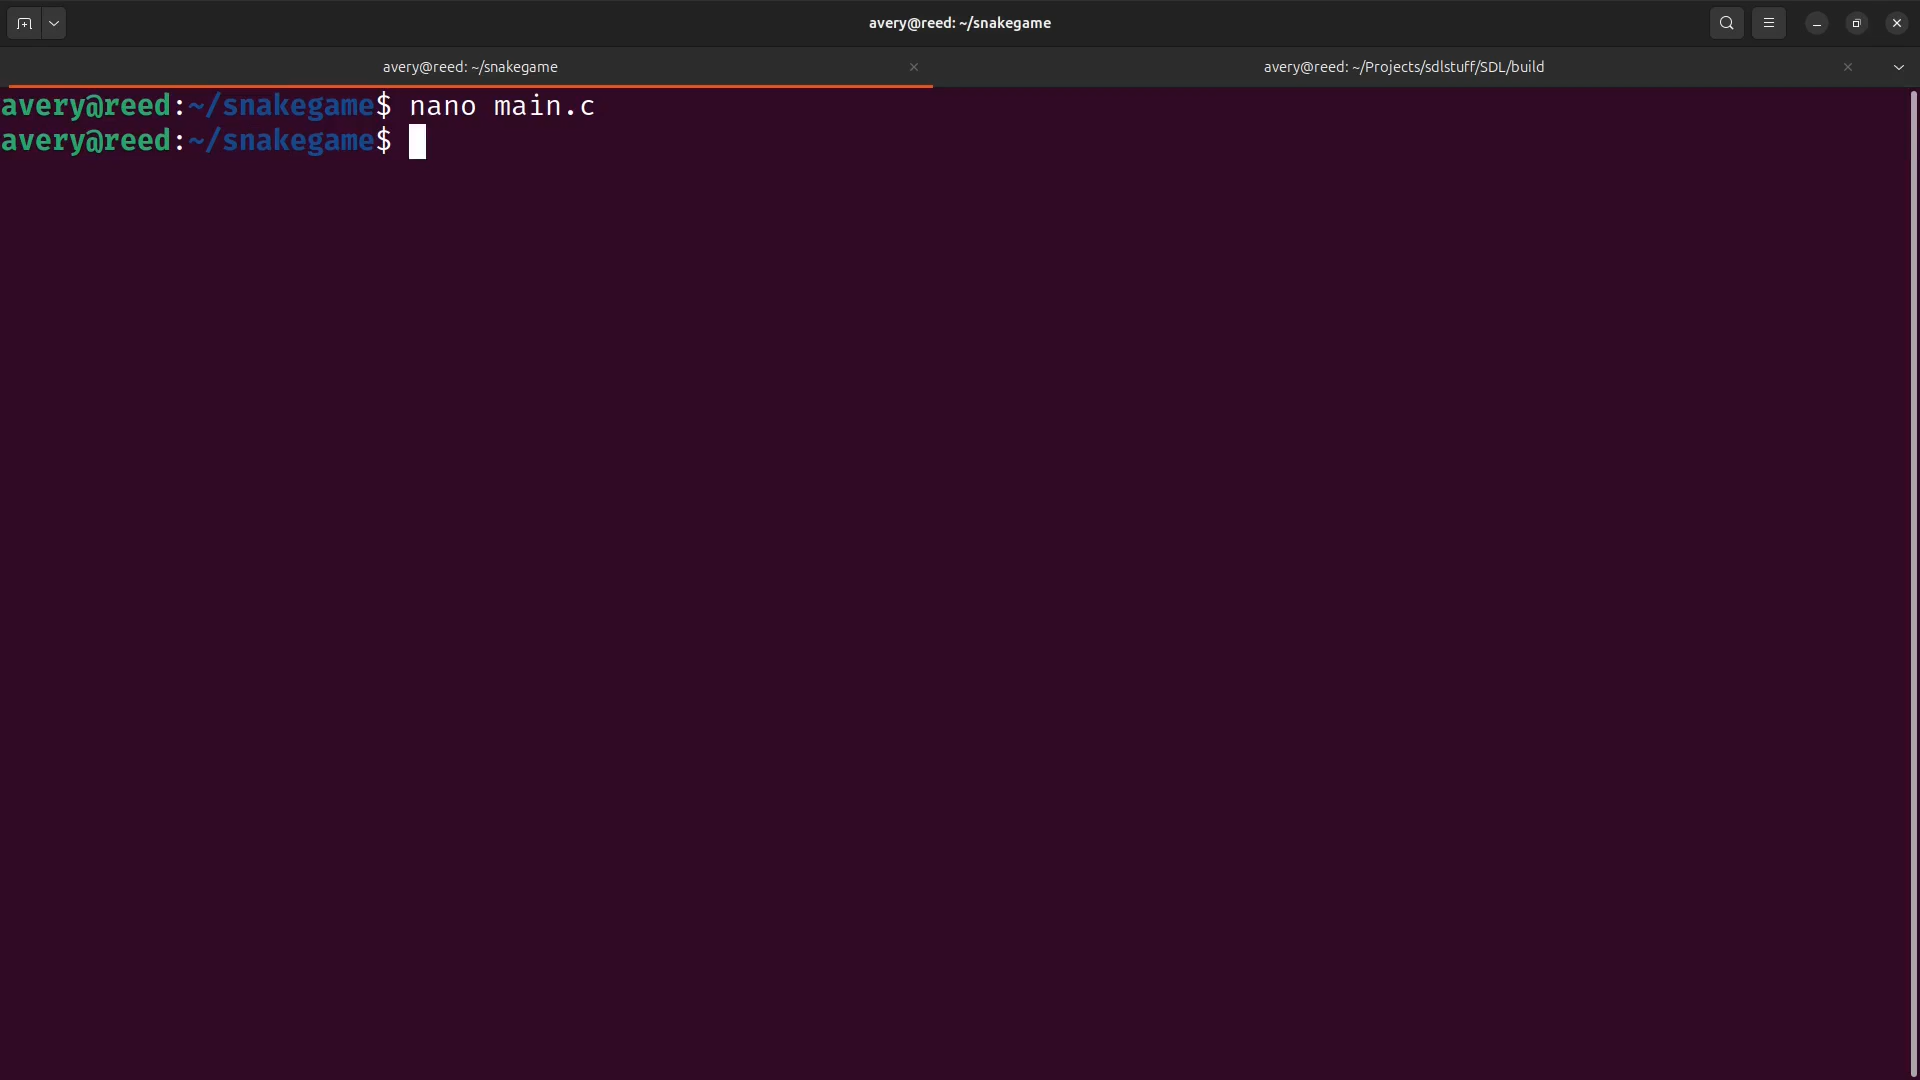 avery@reed: ~/snakegame
avery@reed: ~/snakegame
avery@reed: ~/Projects/sdlstuff/SDL/build
avery@reed:~/snakegame$ nano main.c
avery@reed:~/snakegame$